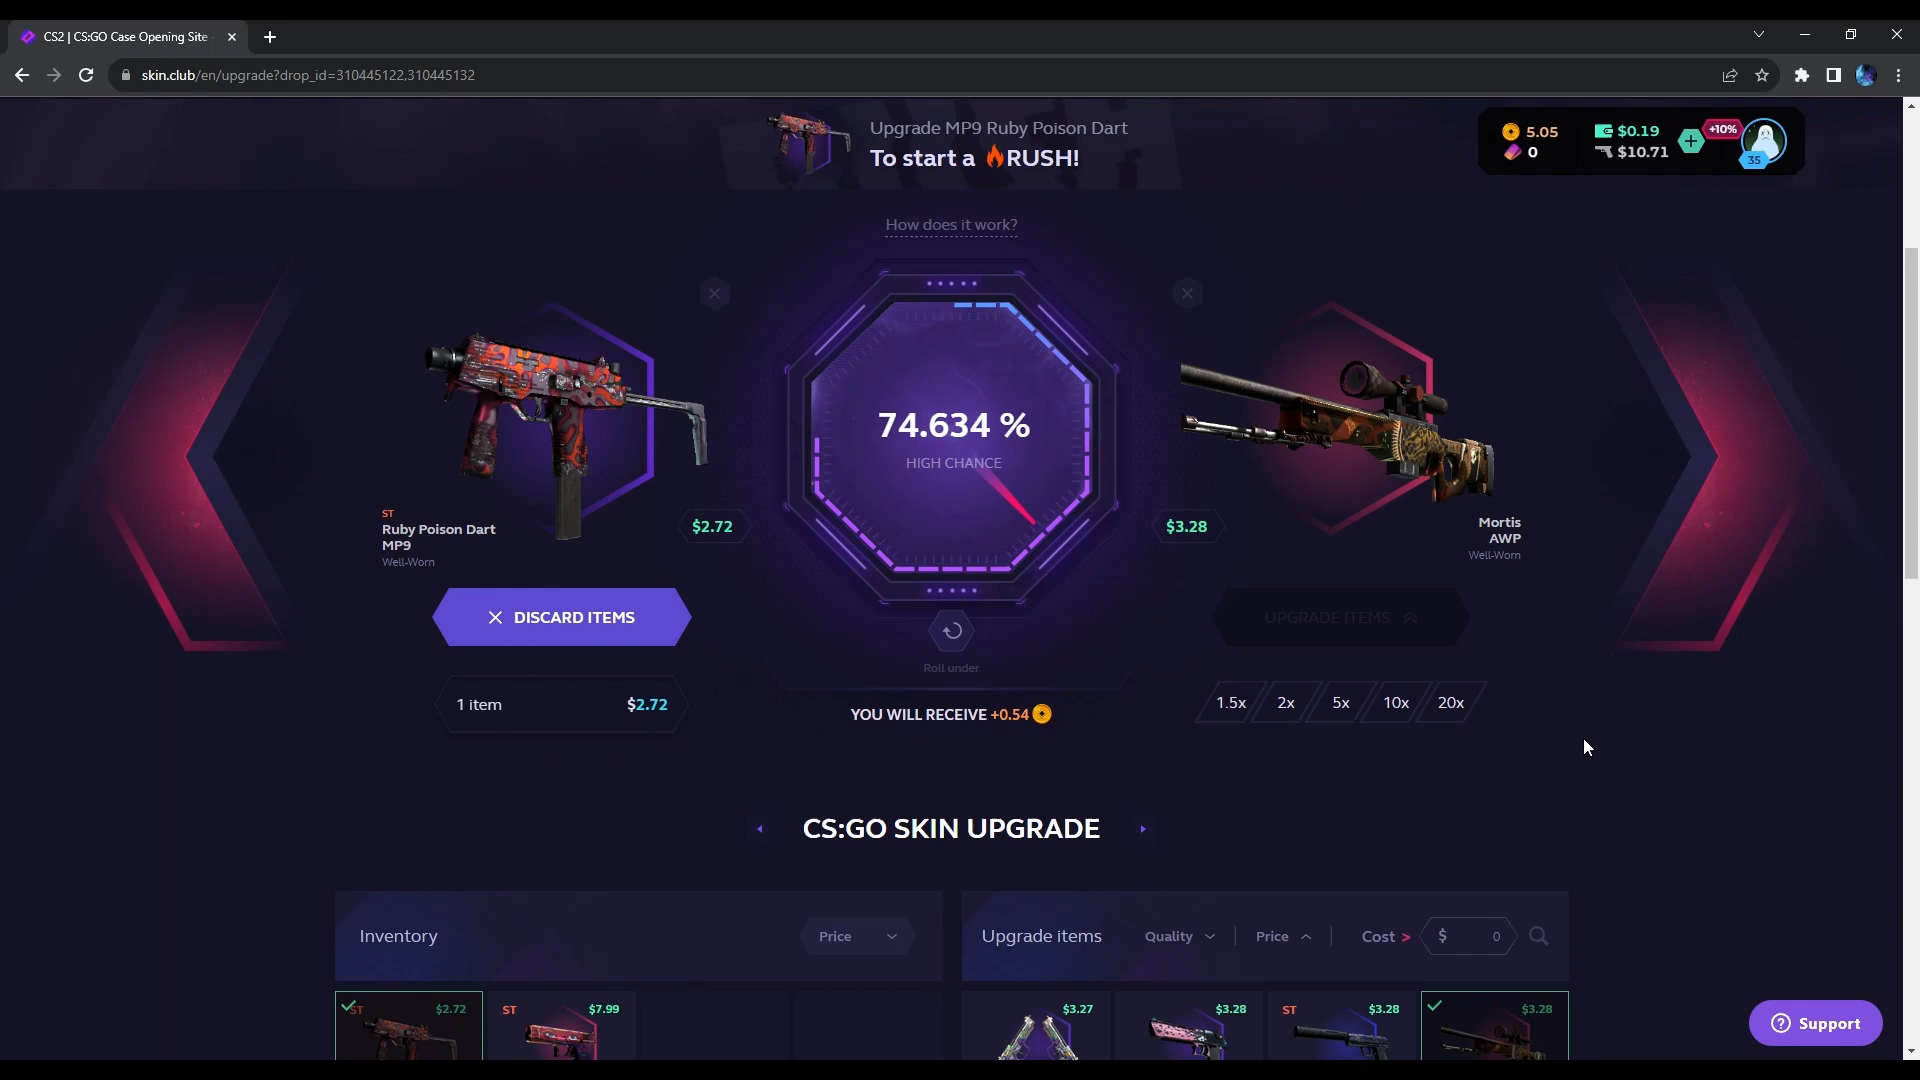 CS2 | CS:GO Case Opening Site
skin.club/en/upgrade?drop_id=310445122,310445132
Upgrade MP9 Ruby Poison Dart
To start a RUSH!
5.05
$0.19
+10%
0
$10.71
35
How does it work?
74.634 %
HIGH CHANCE
ST
Ruby Poison Dart
MP9
Well-Worn
$2.72
$3.28
Mortis
AWP
Well-Worn
DISCARD ITEMS
UPGRADE ITEMS
Roll under
1 item
$2.72
YOU WILL RECEIVE +0.54
1.5x
2x
5x
10x
20x
CS:GO SKIN UPGRADE
Inventory
Price
Upgrade items
Quality
Price
Cost >
$
0
ST
$2.72
ST
$7.99
$3.27
$3.28
ST
$3.28
$3.28
Support